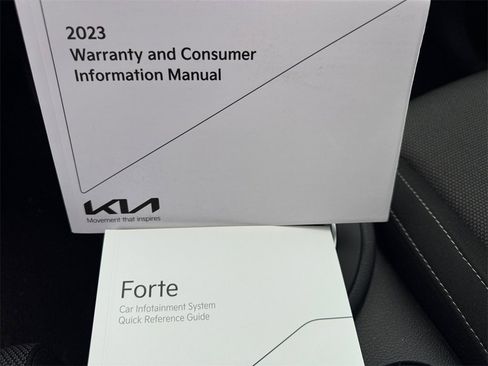 2023
Warranty and Consumer
Information Manual
KIA
Movement that inspires
Forte
Car Infotainment System
Quick Reference Guide